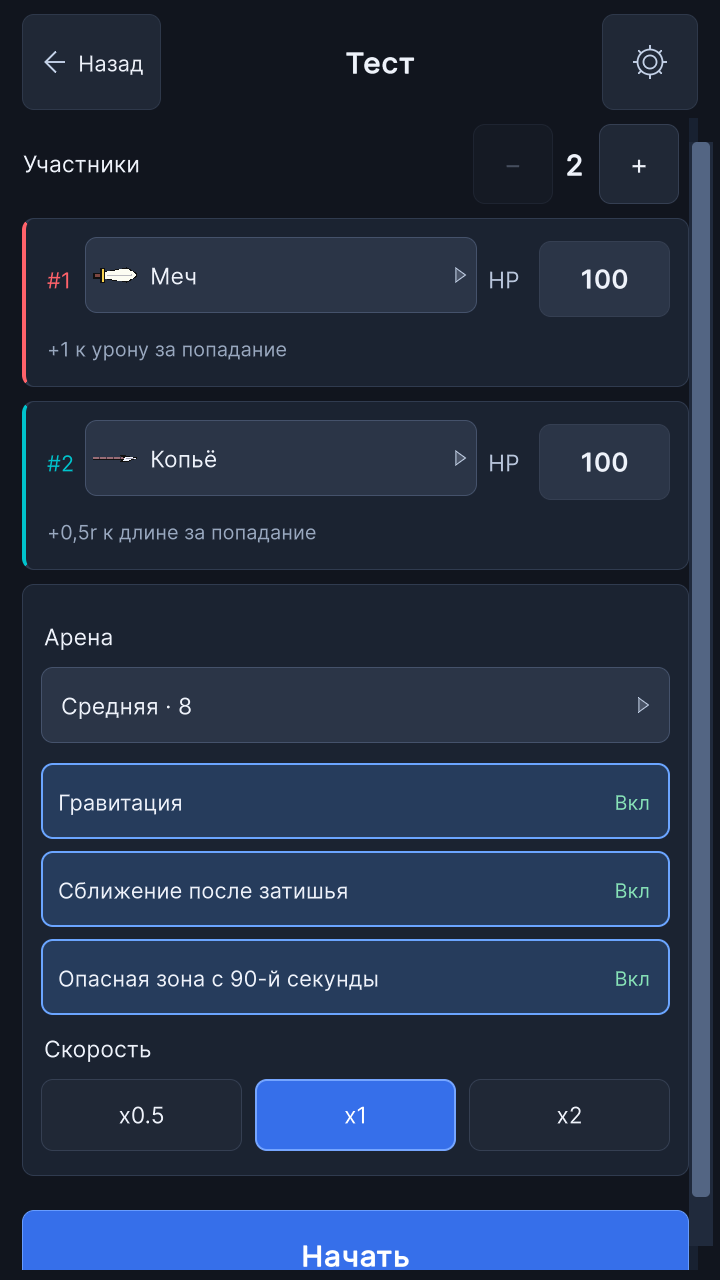 Назад
Тест
Участники
– 2 +
#1 Меч HP 100
+1 к урону за попадание
#2 Копьё HP 100
+0,5r к длине за попадание
Арена
Средняя · 8
Гравитация Вкл
Сближение после затишья Вкл
Опасная зона с 90-й секунды Вкл
Скорость
x0.5 x1 x2
Начать